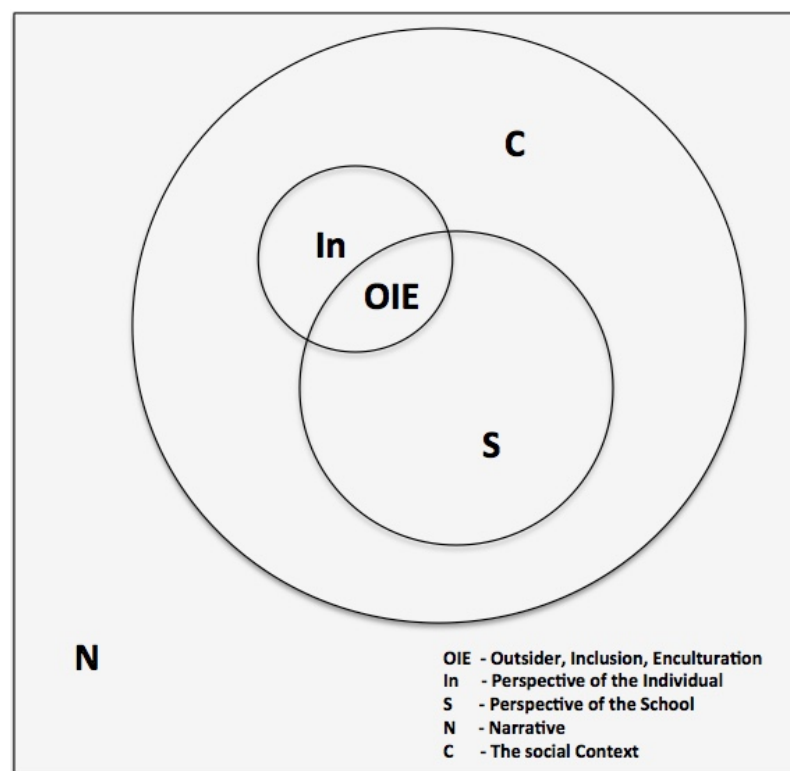 C
In
OIE
S
N
OIE - Outsider, Inclusion, Enculturation
In - Perspective of the Individual
S - Perspective of the School
N - Narrative
C - The social Context